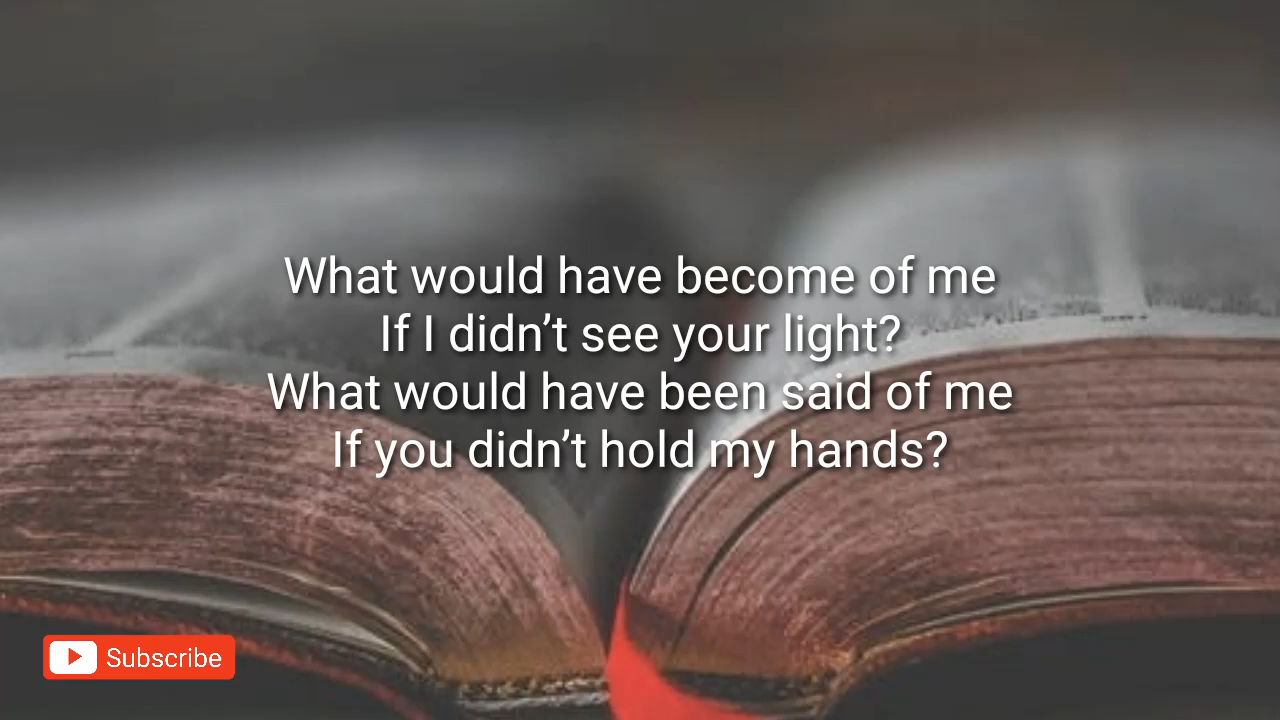 What would have become of me
If I didn’t see your light?
What would have been said of me
If you didn’t hold my hands?
Subscribe